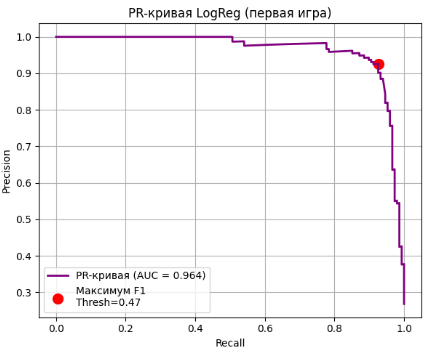 PR-кривая LogReg (первая игра)
Precision
1.0
0.9
0.8
0.7
0.6
0.5
0.4
0.3
PR-кривая (AUC = 0.964)
Максимум F1
Thresh=0.47
0.0 0.2 0.4 0.6 0.8 1.0
Recall